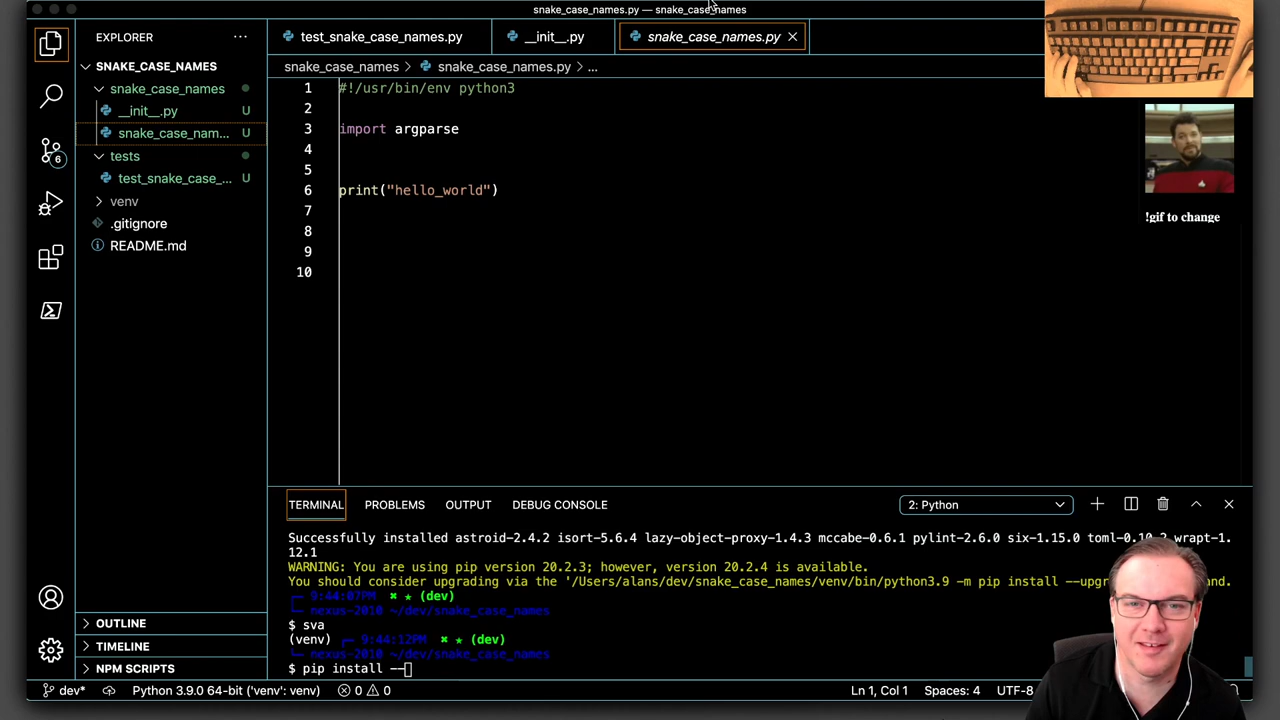 snake_case_names.py — snake_case_names
EXPLORER
SNAKE_CASE_NAMES
snake_case_names
__init__.py U
snake_case_nam... U
tests
test_snake_case_... U
venv
.gitignore
README.md
OUTLINE
TIMELINE
NPM SCRIPTS
6
test_snake_case_names.py
__init__.py
snake_case_names.py
snake_case_names > snake_case_names.py > ...
1 #!/usr/bin/env python3
2
3 import argparse
4
5
6 print("hello_world")
7
8
9
10
!gif to change
TERMINAL PROBLEMS OUTPUT DEBUG CONSOLE 2: Python
Successfully installed astroid-2.4.2 isort-5.6.4 lazy-object-proxy-1.4.3 mccabe-0.6.1 pylint-2.6.0 six-1.15.0 toml-0.10.2 wrapt-1.
12.1
WARNING: You are using pip version 20.2.3; however, version 20.2.4 is available.
You should consider upgrading via the '/Users/alans/dev/snake_case_names/venv/bin/python3.9 -m pip install --upgr and.
9:44:07PM ✖ ★ (dev)
nexus-2010 ~/dev/snake_case_names
$ sva
(venv) 9:44:12PM ✖ ★ (dev)
nexus-2010 ~/dev/snake_case_names
$ pip install --
dev* Python 3.9.0 64-bit ('venv': venv) 0 0 Ln 1, Col 1 Spaces: 4 UTF-8